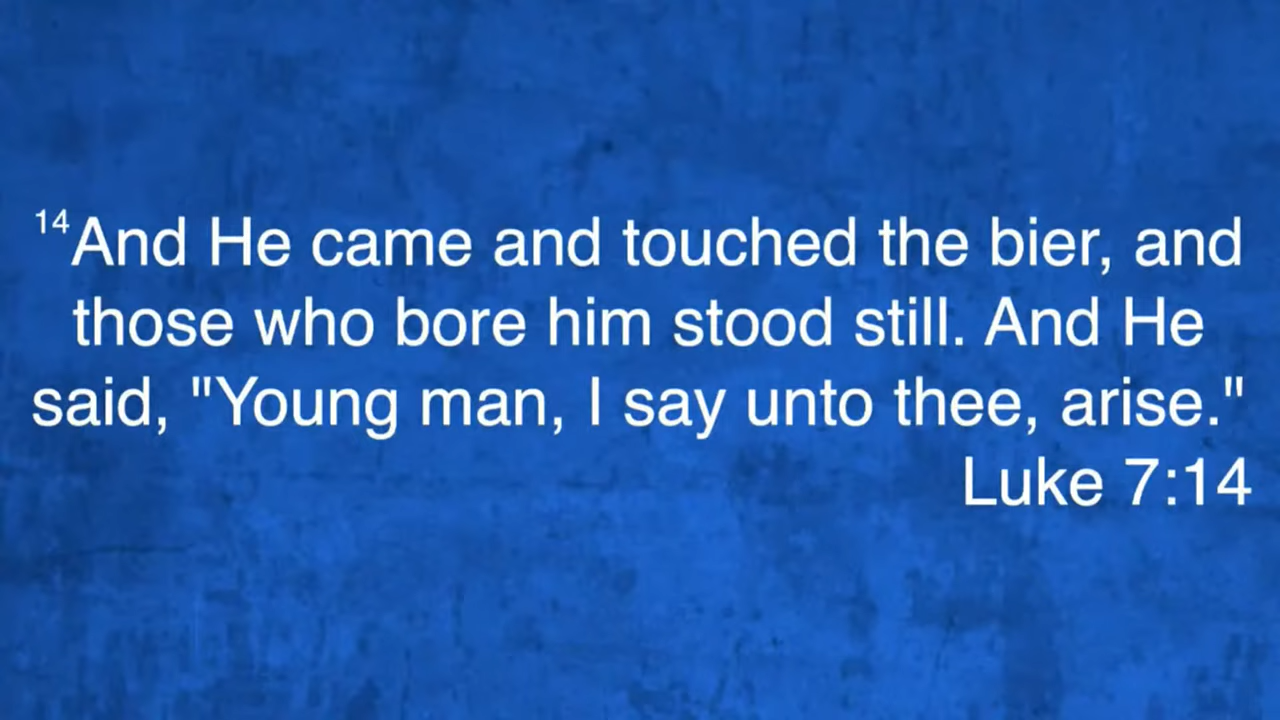 14And He came and touched the bier, and
those who bore him stood still. And He
said, "Young man, I say unto thee, arise."
Luke 7:14